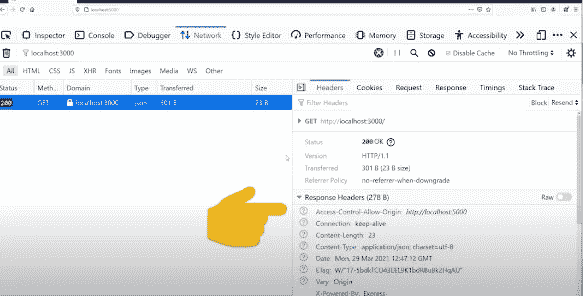 localhost:3000
Inspector Console Debugger Network Style Editor Performance Memory Storage Accessibility
localhost:3000
Disable Cache No Throttling
All HTML CSS JS XHR Fonts Images Media WS Other
Headers Cookies Request Response Timings Stack Trace
Status Meth... Domain Type Transferred Size
Filter Headers Block Resend
200 GET localhost:3000 json 301 B 23 B
GET http://localhost:3000/
Status 200 OK
Version HTTP/1.1
Transferred 301 B (23 B size)
Referrer Policy no-referrer-when-downgrade
Response Headers (278 B) Raw
Access-Control-Allow-Origin: http://localhost:5000
Connection: keep-alive
Content-Length: 23
Content-Type: application/json; charset=utf-8
Date: Mon, 29 Mar 2021 12:47:12 GMT
ETag:
Vary: Origin
X-Powered-By: Express